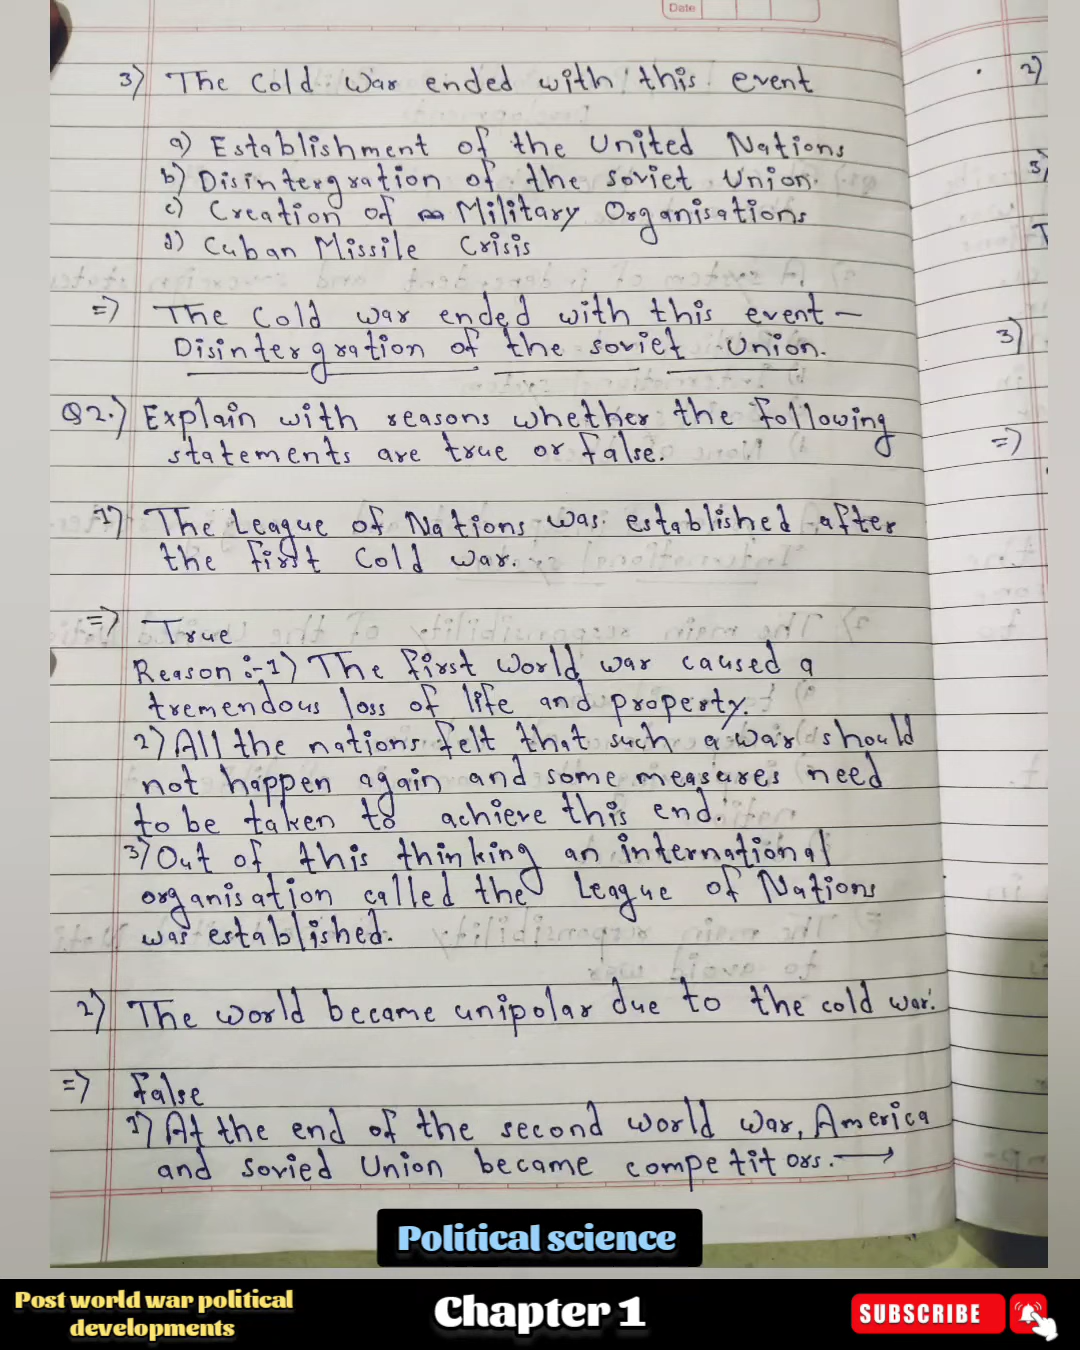 Date
3) The Cold War ended with this event
a) Establishment of the United Nations
b) Disintergration of the soviet Union.
c) Creation of Military Organisations
d) Cuban Missile Crisis
=> The Cold war ended with this event -
Disintergration of the soviet Union.
Q2.) Explain with reasons whether the following
statements are true or false.
1) The League of Nations was established after
the first Cold war.
=> True
Reason :- 1) The first World war caused a
tremendous loss of life and property.
2) All the nations felt that such a war should
not happen again and some measures need
to be taken to achieve this end.
3) Out of this thinking an international
organisation called the League of Nations
was established.
2) The world became unipolar due to the cold war.
=> False
1) At the end of the second world war, America
and sovied Union became competitors. →
2)
3)
3)
=>
Political science
Post world war political
developments
Chapter 1
SUBSCRIBE